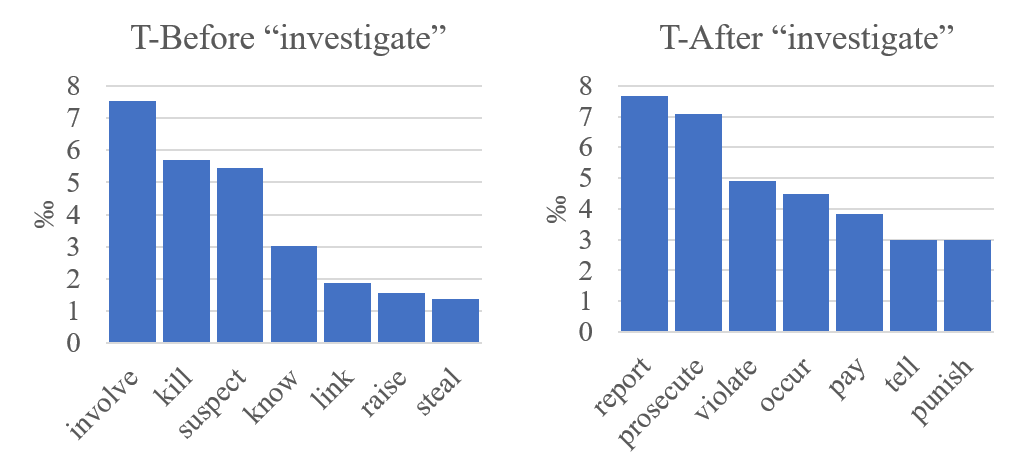 T-Before “investigate”
8
7
6
5
4
3
2
1
0
‰
involve
kill
suspect
know
link
raise
steal
T-After “investigate”
8
7
6
5
4
3
2
1
0
‰
report
prosecute
violate
occur
pay
tell
punish